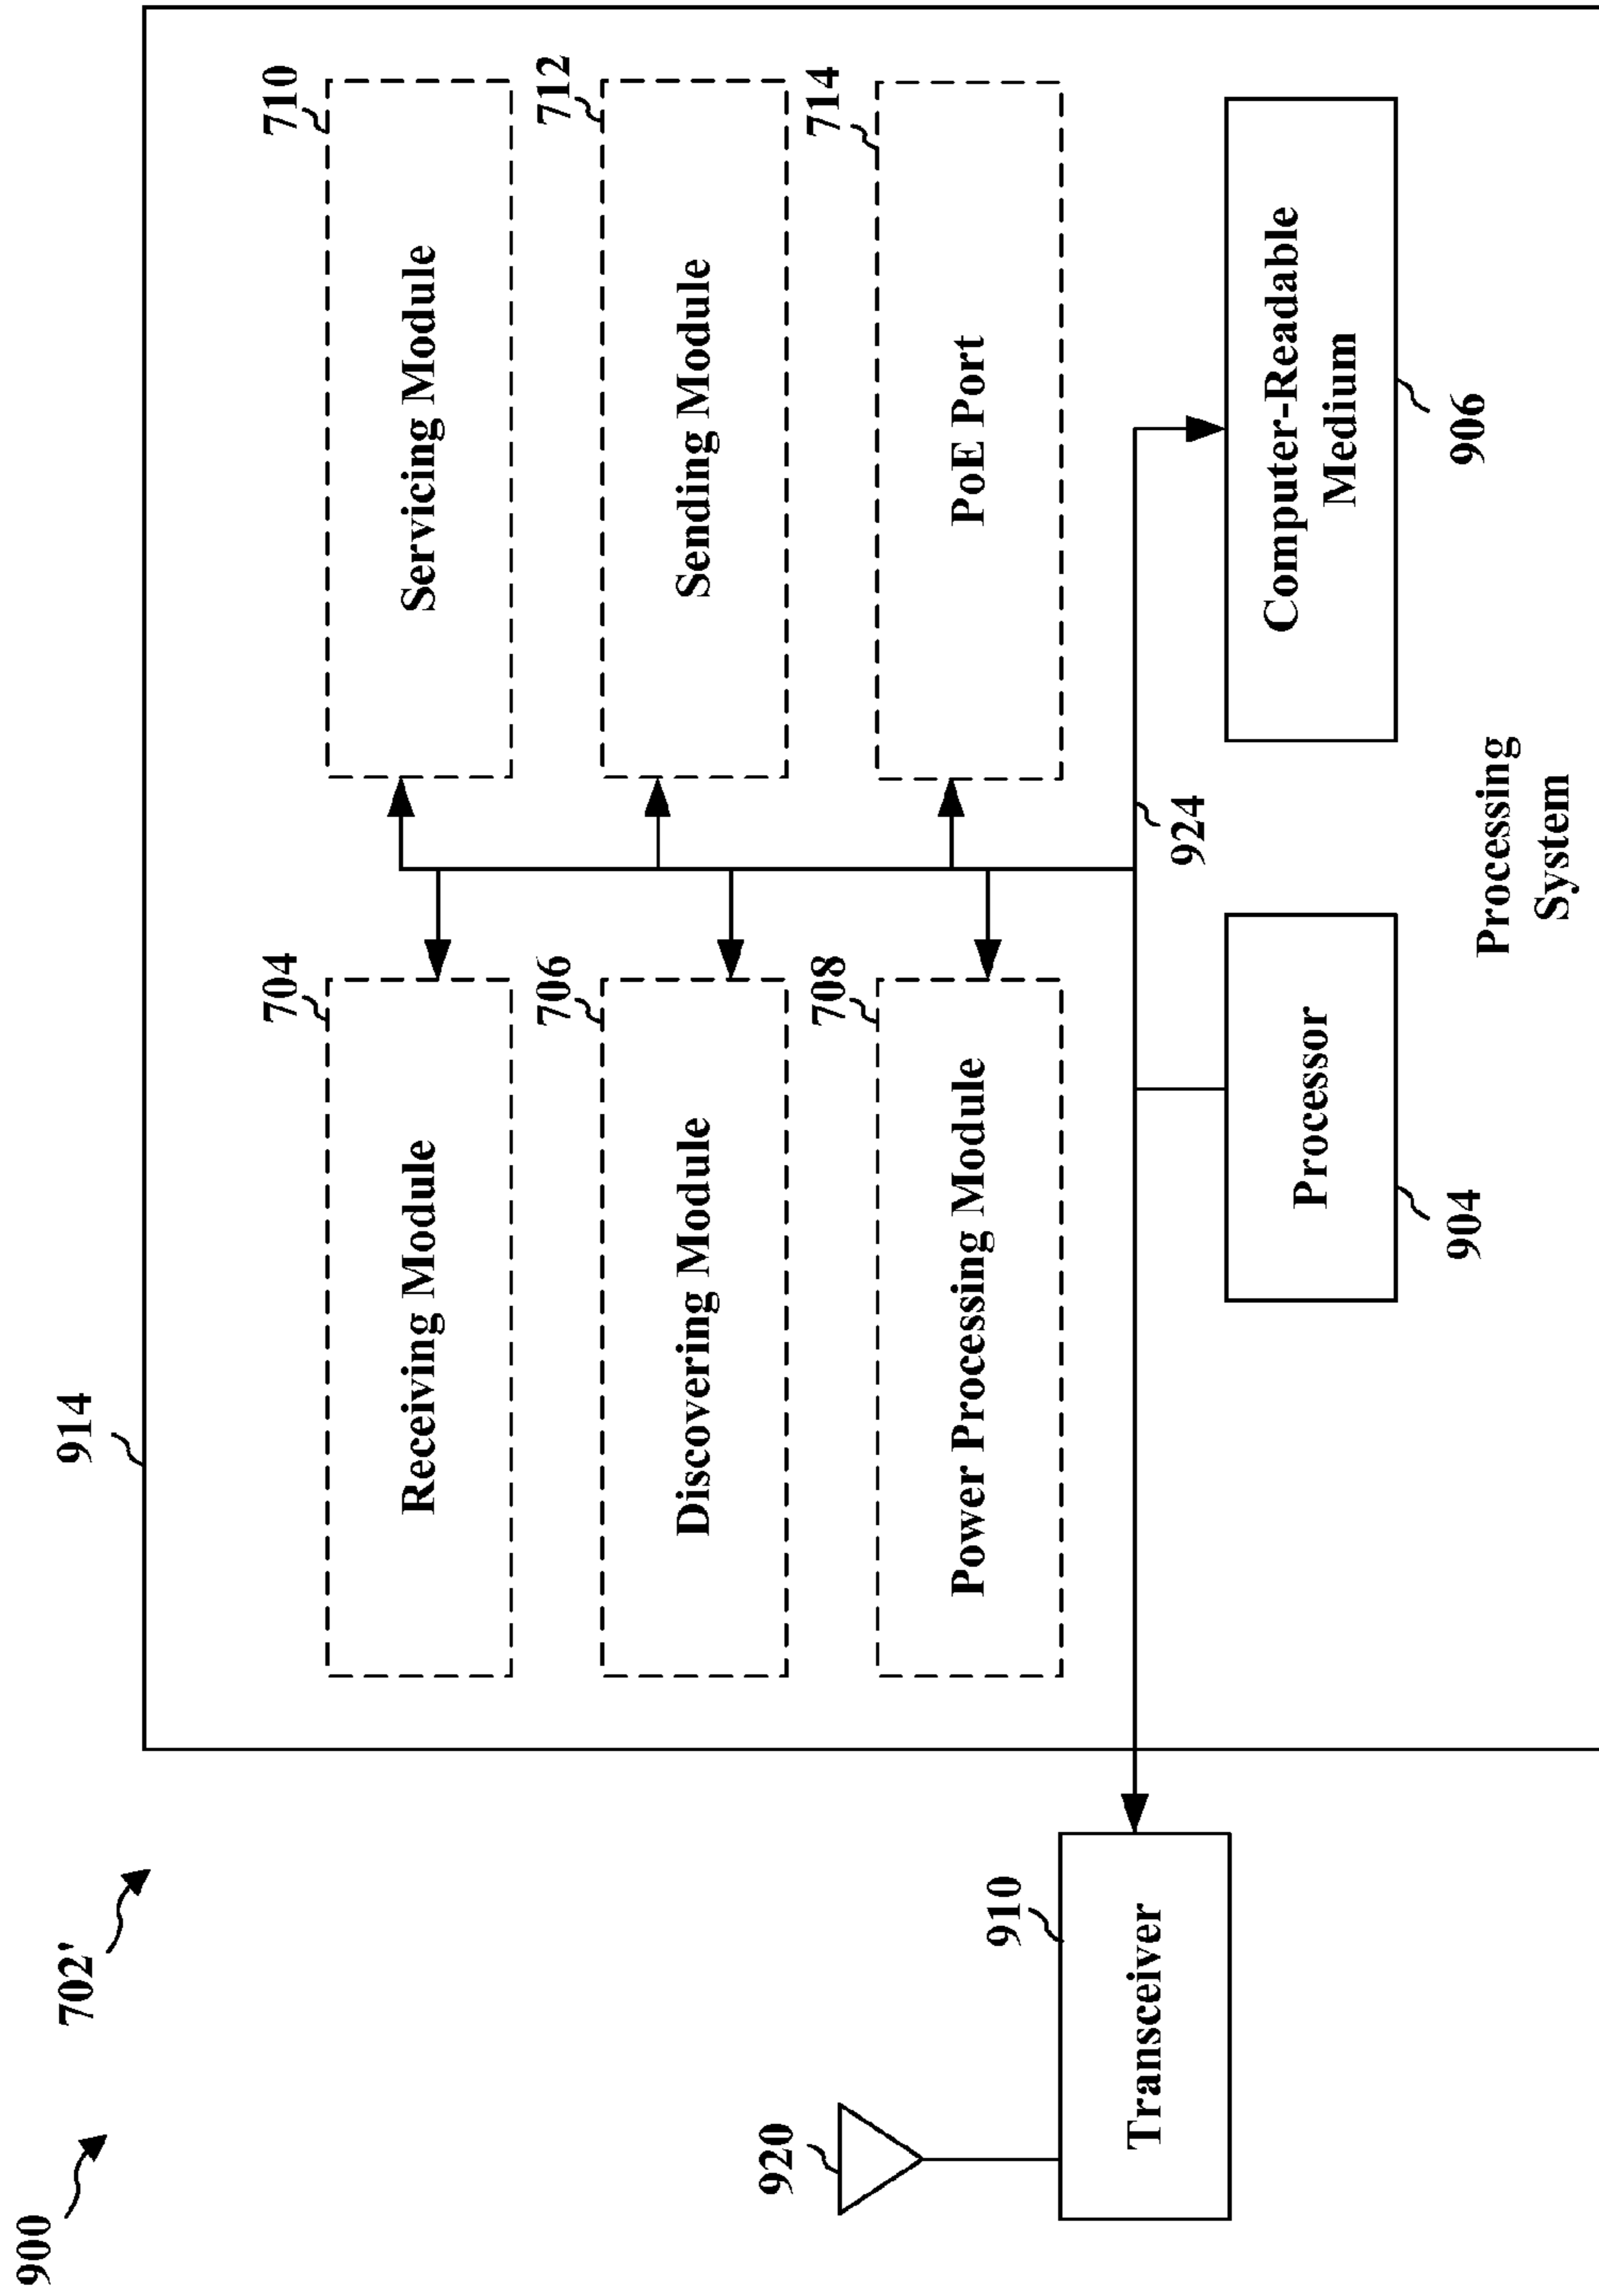 900
702'
914
704
Receiving Module
710
Servicing Module
706
Discovering Module
712
Sending Module
708
Power Processing Module
714
PoE Port
920
910
Transceiver
924
Processor
904
Computer-Readable
Medium
906
Processing
System